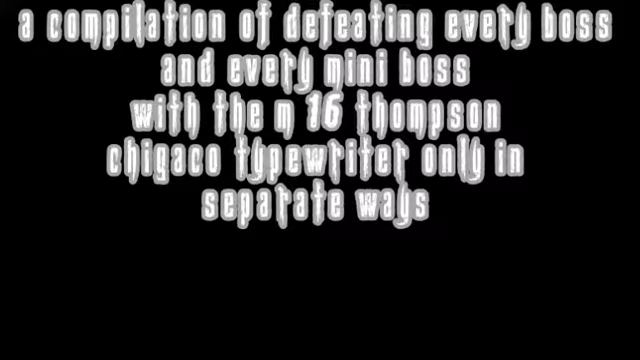 a compilation of defeating every boss
and every mini boss
with the m 16 thompson
chigaco typewriter only in
separate ways